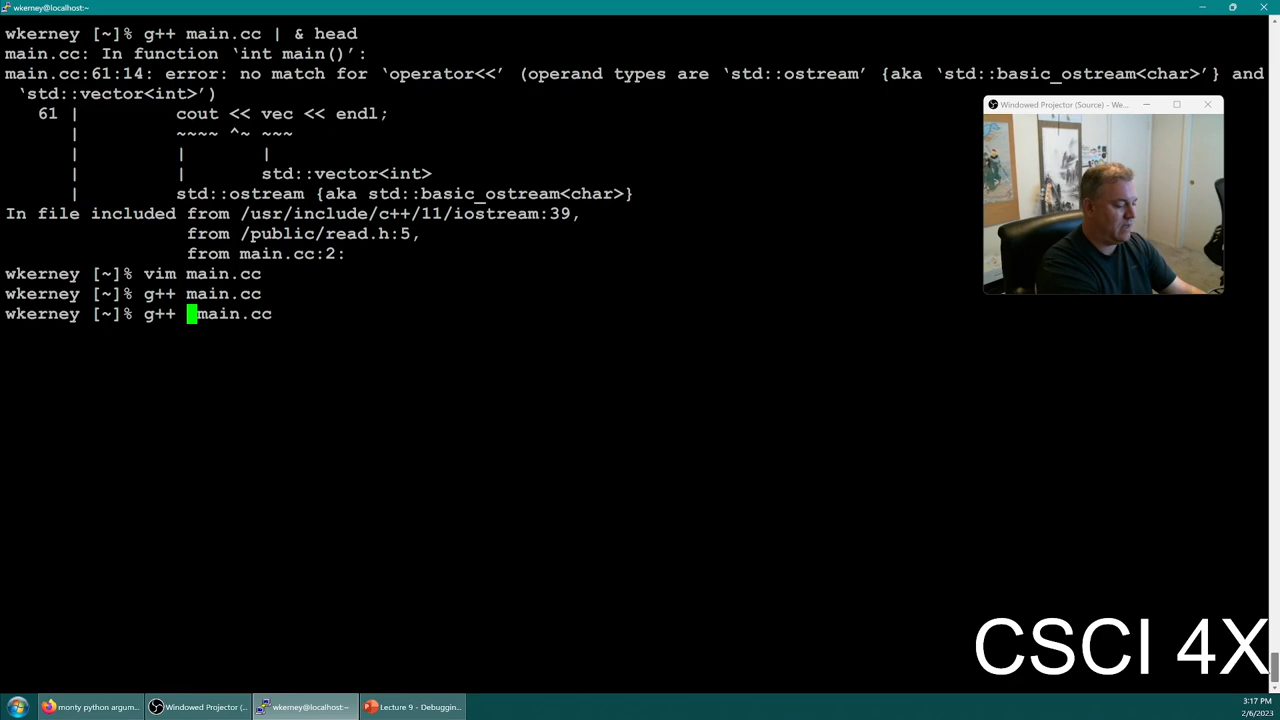 wkerney@localhost:~
wkerney [~]% g++ main.cc | & head
main.cc: In function ‘int main()’:
main.cc:61:14: error: no match for ‘operator<<’ (operand types are ‘std::ostream’ {aka ‘std::basic_ostream<char>’} and
‘std::vector<int>’)
61 | cout << vec << endl;
| ~~~~ ^~ ~~~
| | |
| | std::vector<int>
| std::ostream {aka std::basic_ostream<char>}
In file included from /usr/include/c++/11/iostream:39,
from /public/read.h:5,
from main.cc:2:
wkerney [~]% vim main.cc
wkerney [~]% g++ main.cc
wkerney [~]% g++ main.cc
Windowed Projector (Source) - We...
CSCI 4X
monty python argum...
Windowed Projector (...
wkerney@localhost:~
Lecture 9 - Debuggin...
3:17 PM
2/6/2023